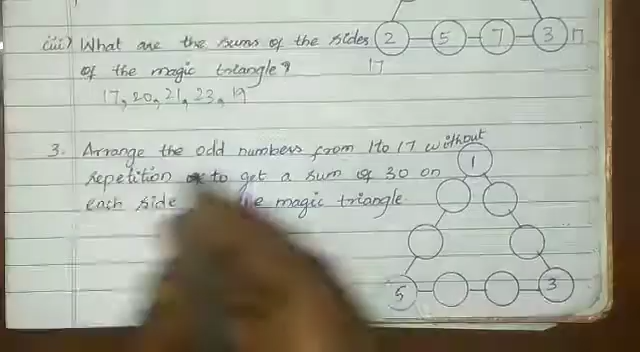 iii) What are the sums of the sides
of the magic triangle?
17, 20, 21, 23, 19
2 5 7 3 17
17
3. Arrange the odd numbers from 1 to 17 without
repetition to get a sum of 30 on
each side magic triangle.
1
5 3